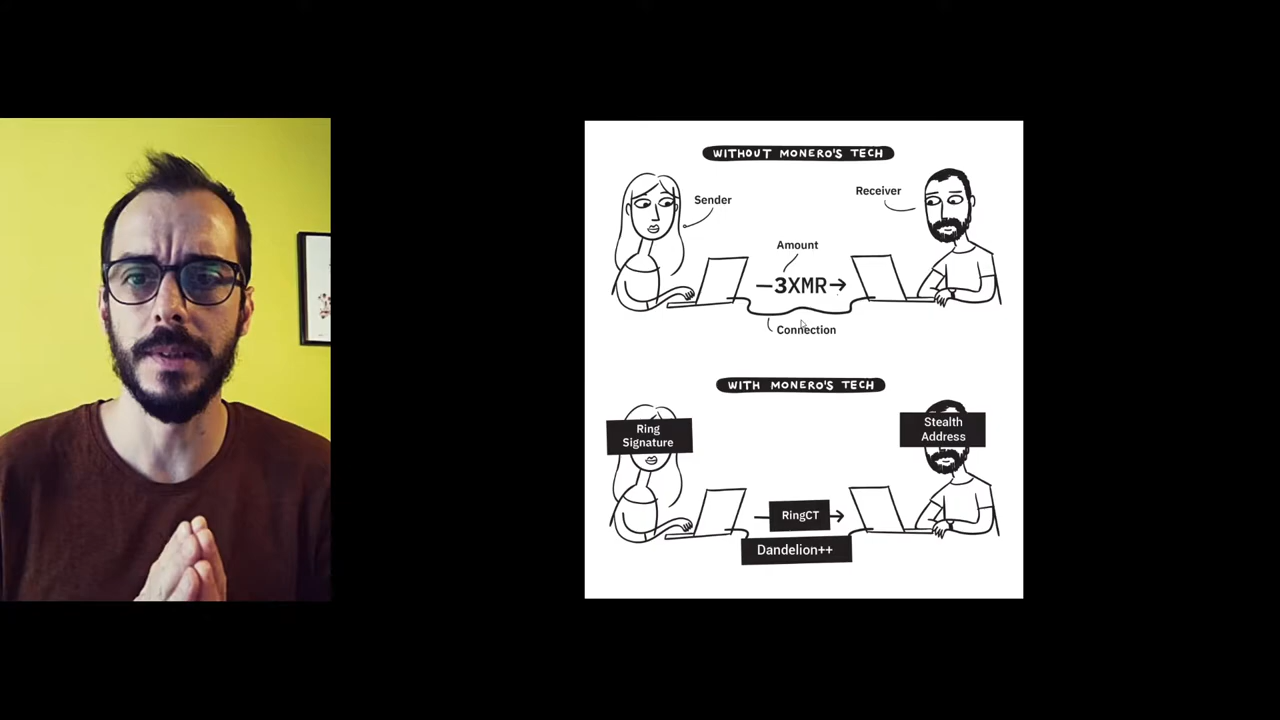 WITHOUT MONERO'S TECH
Sender
Receiver
Amount
3XMR
Connection
WITH MONERO'S TECH
Ring
Signature
Stealth
Address
RingCT
Dandelion++